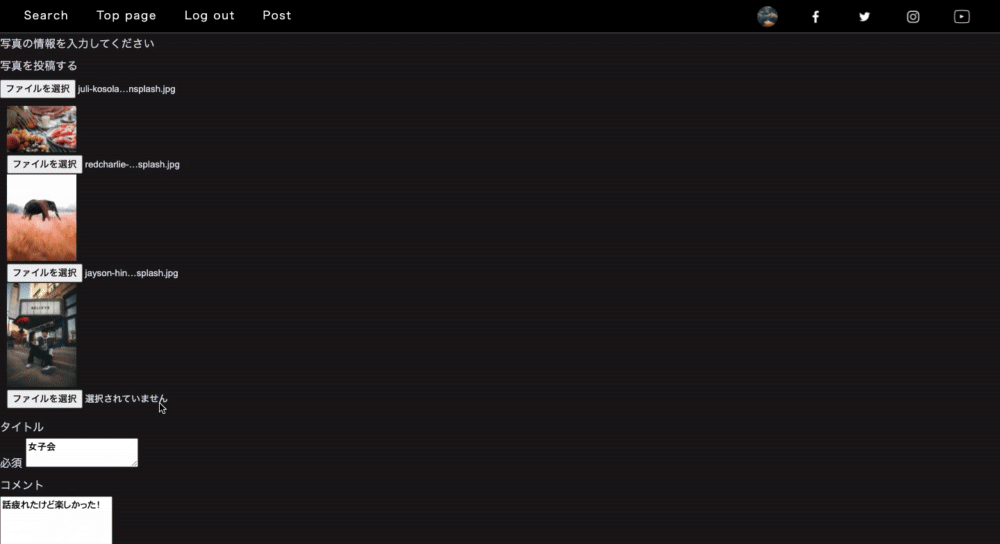 Search Top page Log out Post
写真の情報を入力してください
写真を投稿する
ファイルを選択 juli-kosola...nsplash.jpg
ファイルを選択 redcharlie-...splash.jpg
ファイルを選択 jayson-hin...splash.jpg
ファイルを選択 選択されていません
タイトル
必須 女子会
コメント
話疲れたけど楽しかった!